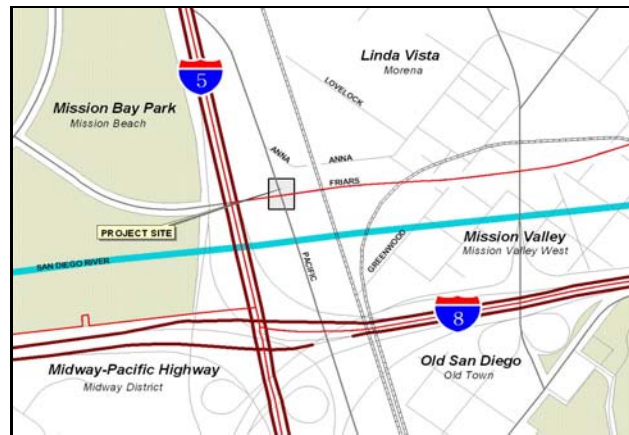 Linda Vista
Morena
5
LOVELOCK
Mission Bay Park
Mission Beach
ANNA
ANNA
FRIARS
PROJECT SITE
SAN DIEGO RIVER
PACIFIC
GREENWOOD
Mission Valley
Mission Valley West
8
Midway-Pacific Highway
Midway District
Old San Diego
Old Town